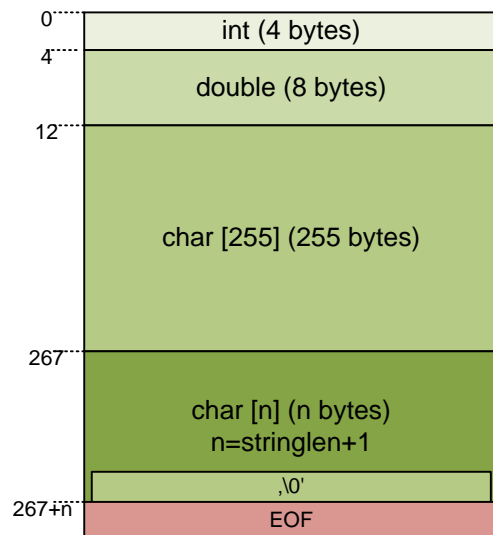 0
int (4 bytes)
4
double (8 bytes)
12
char [255] (255 bytes)
267
char [n] (n bytes)
n=stringlen+1
‚\0'
267+n
EOF